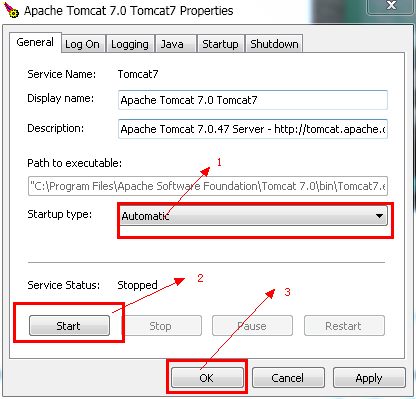 Apache Tomcat 7.0 Tomcat7 Properties
General Log On Logging Java Startup Shutdown
Service Name: Tomcat7
Display name: Apache Tomcat 7.0 Tomcat7
Description: Apache Tomcat 7.0.47 Server - http://tomcat.apache.o
Path to executable:
1
"C:\Program Files\Apache Software Foundation\Tomcat 7.0\bin\Tomcat7.e
Startup type: Automatic
Service Status: Stopped
2
3
Start Stop Pause Restart
OK Cancel Apply